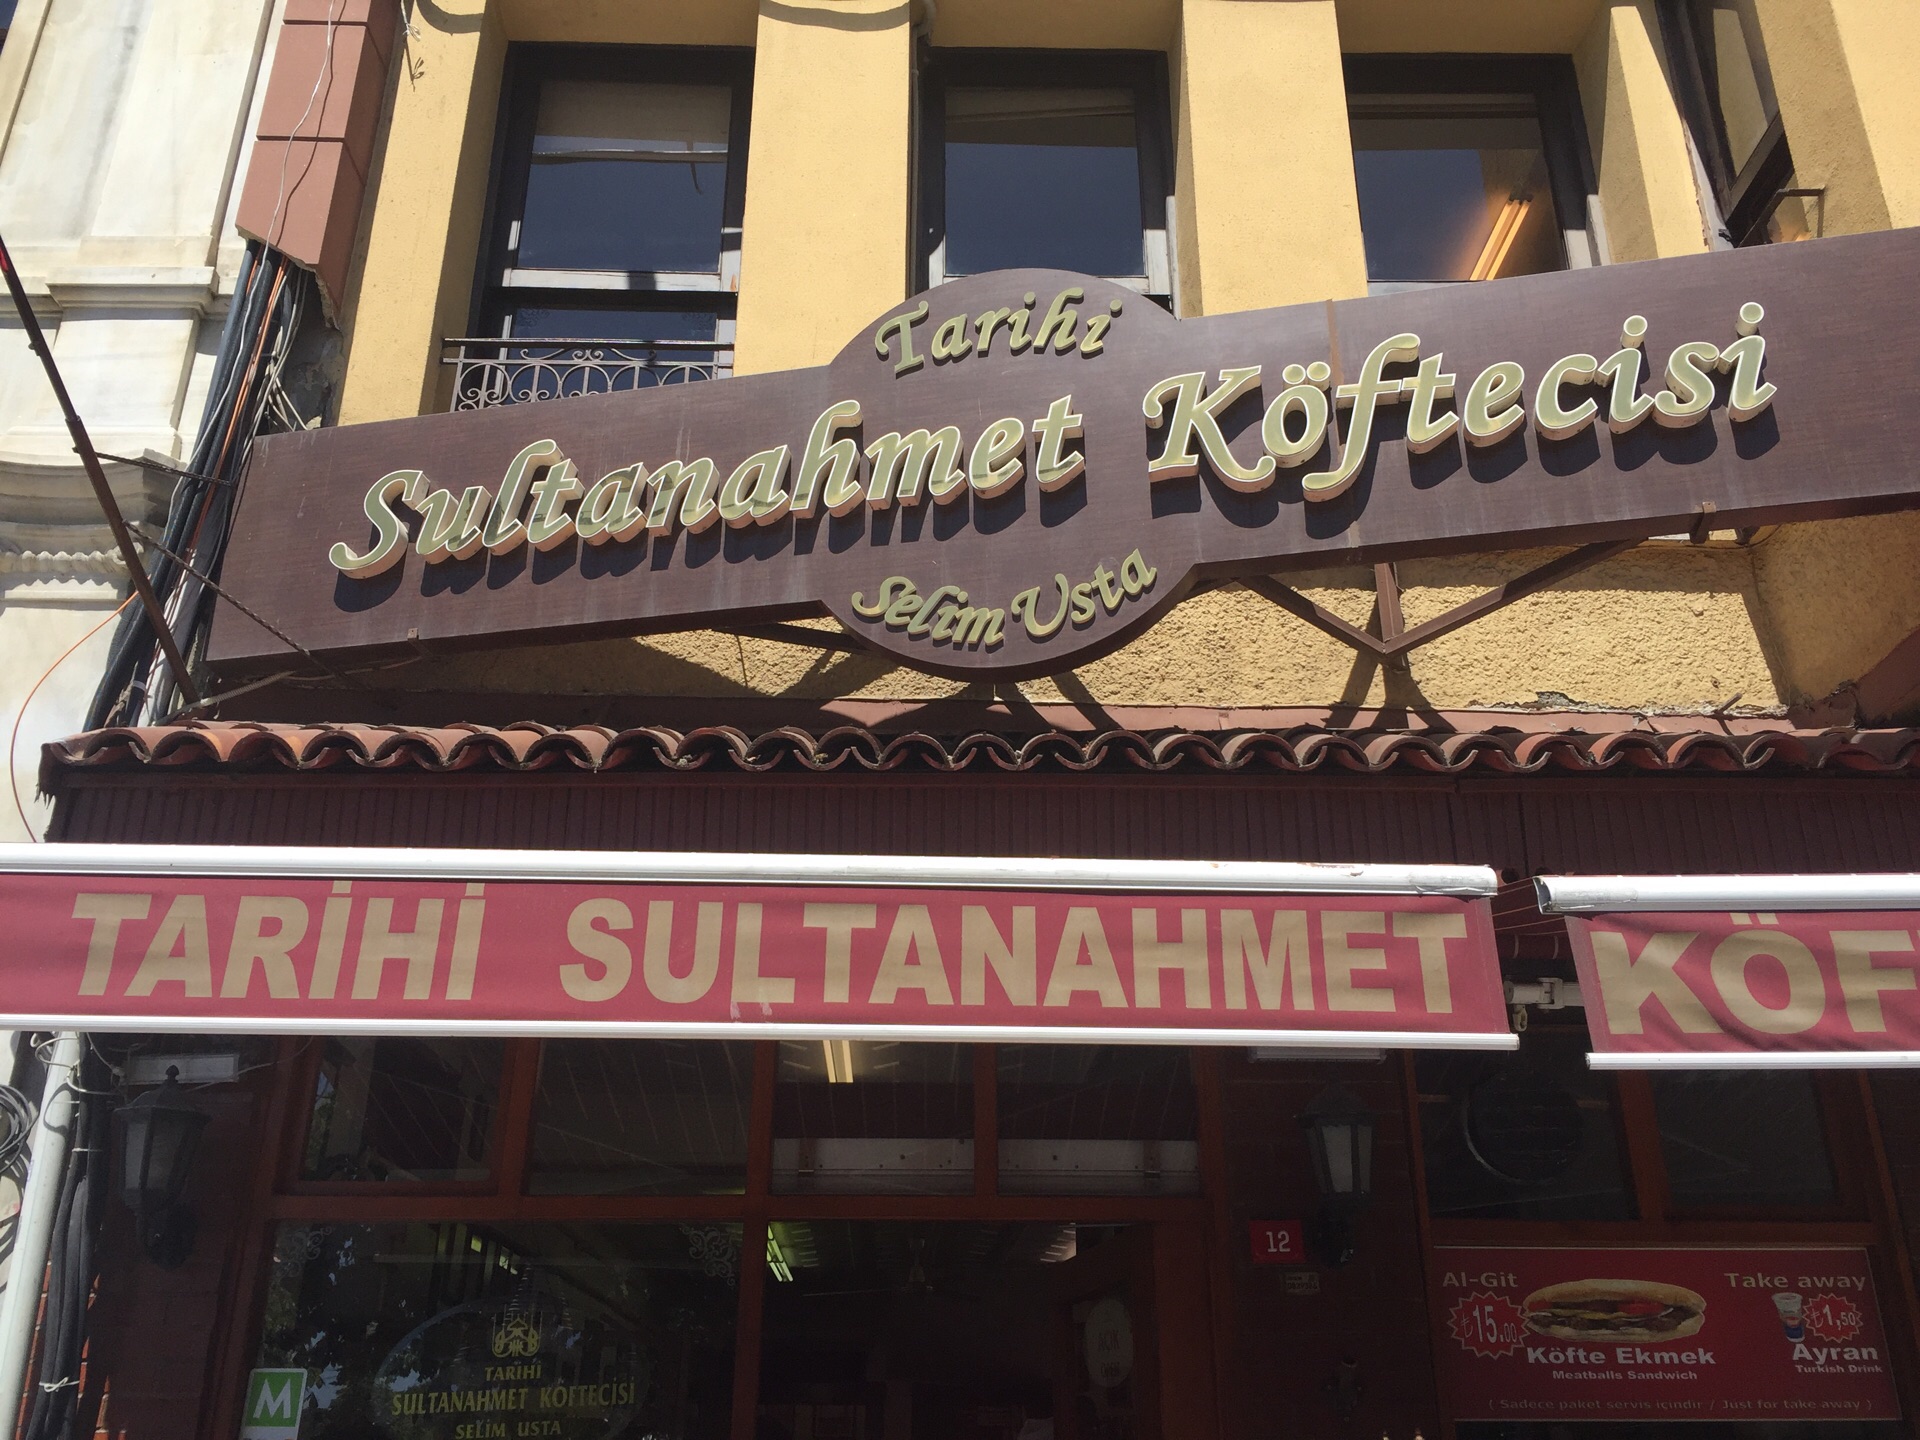 Tarihi
Sultanahmet Köftecisi
Selim Usta
TARİHİ SULTANAHMET KÖF
12
Al-Git
Take away
₺15.00
₺1,50
Köfte Ekmek
Meatballs Sandwich
Ayran
Turkish Drink
( Sadece paket servis içindir / Just for take away )
AÇIK
M
TARİHİ
SULTANAHMET KÖFTECİSİ
SELİM USTA